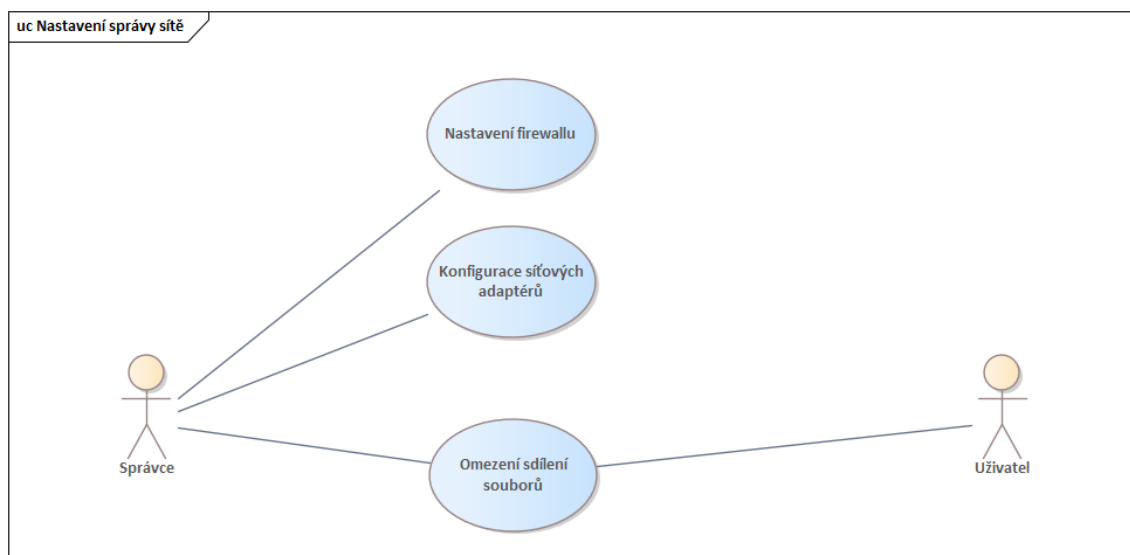 uc Nastavení správy sítě
Nastavení firewallu
Konfigurace síťových
adaptérů
Omezení sdílení
souborů
Správce
Uživatel